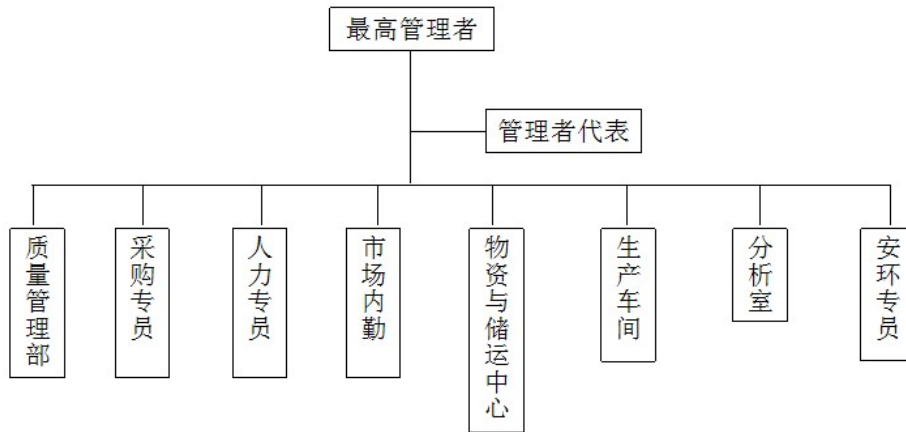 最高管理者
管理者代表
质量管理部
采购专员
人力专员
市场内勤
物资与储运中心
生产车间
分析室
安环专员